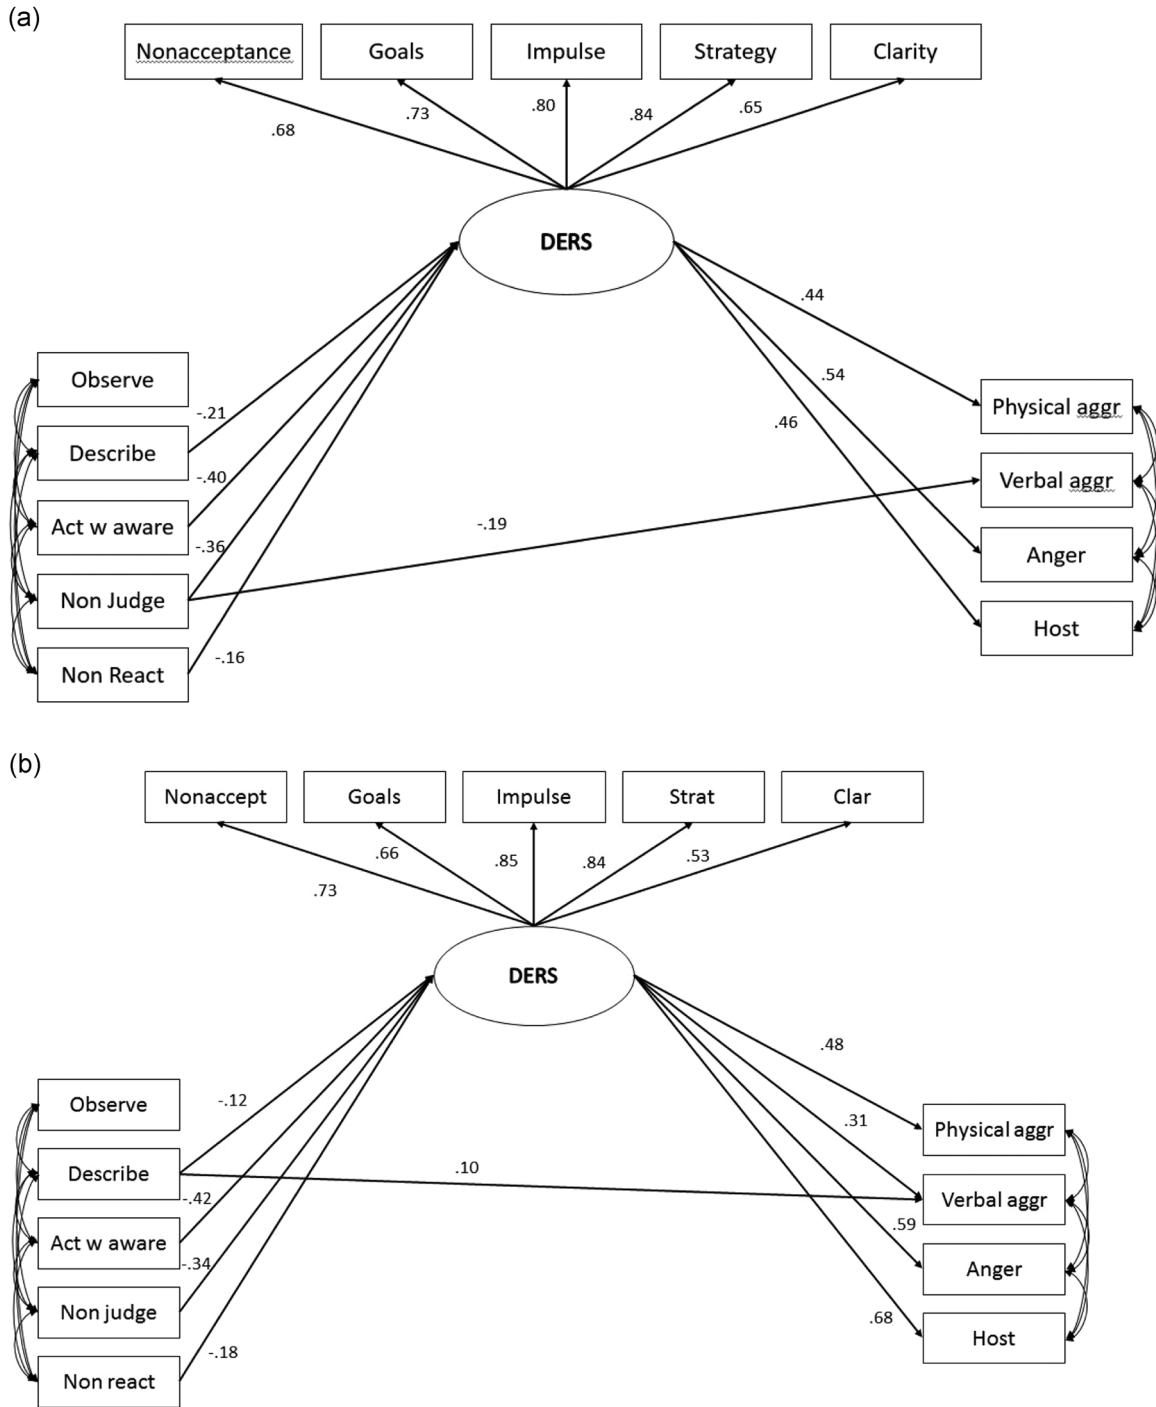 (a)
Nonacceptance
Goals
Impulse
Strategy
Clarity
.68
.73
.80
.84
.65
DERS
.44
.54
.46
Observe
Describe
Act w aware
Non Judge
Non React
-.21
-.40
-.36
-.16
-.19
Physical aggr
Verbal aggr
Anger
Host
(b)
Nonaccept
Goals
Impulse
Strat
Clar
.73
.66
.85
.84
.53
DERS
.48
.31
.59
.68
Observe
Describe
Act w aware
Non judge
Non react
-.12
-.42
-.34
-.18
.10
Physical aggr
Verbal aggr
Anger
Host